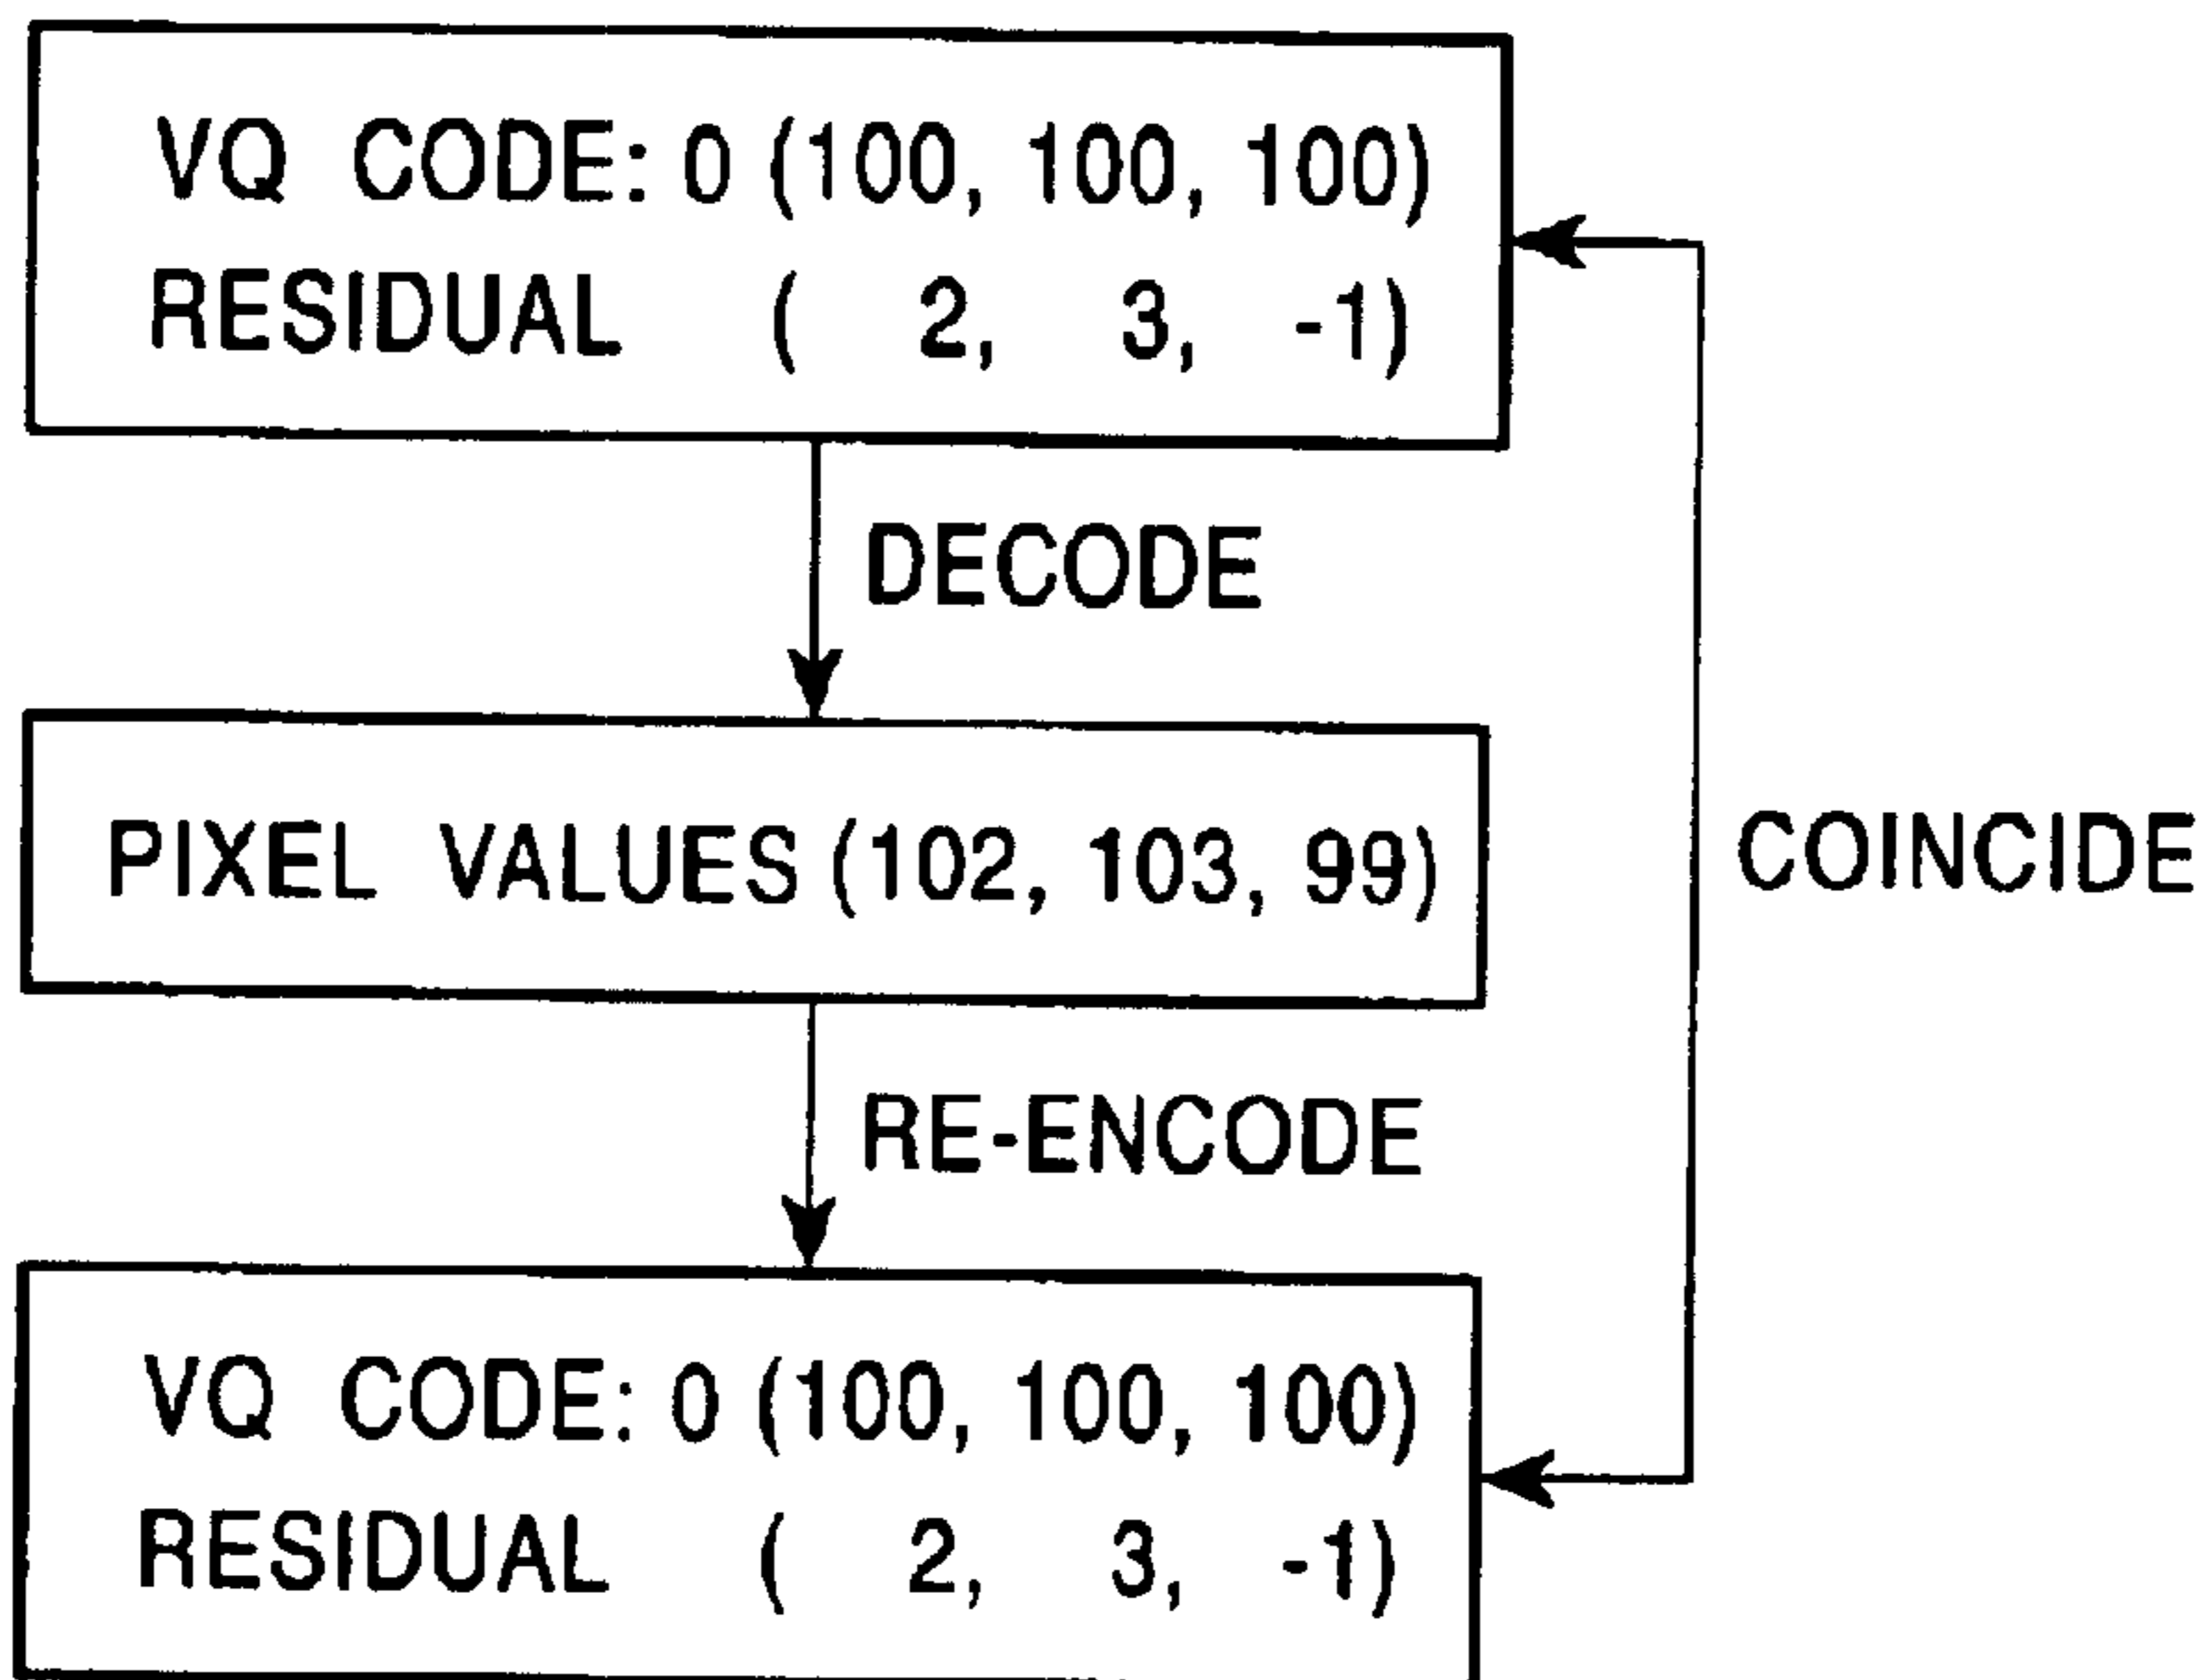 VQ CODE: 0 (100, 100, 100)
RESIDUAL ( 2, 3, -1)
DECODE
PIXEL VALUES (102, 103, 99)
COINCIDE
RE-ENCODE
VQ CODE: 0 (100, 100, 100)
RESIDUAL ( 2, 3, -1)